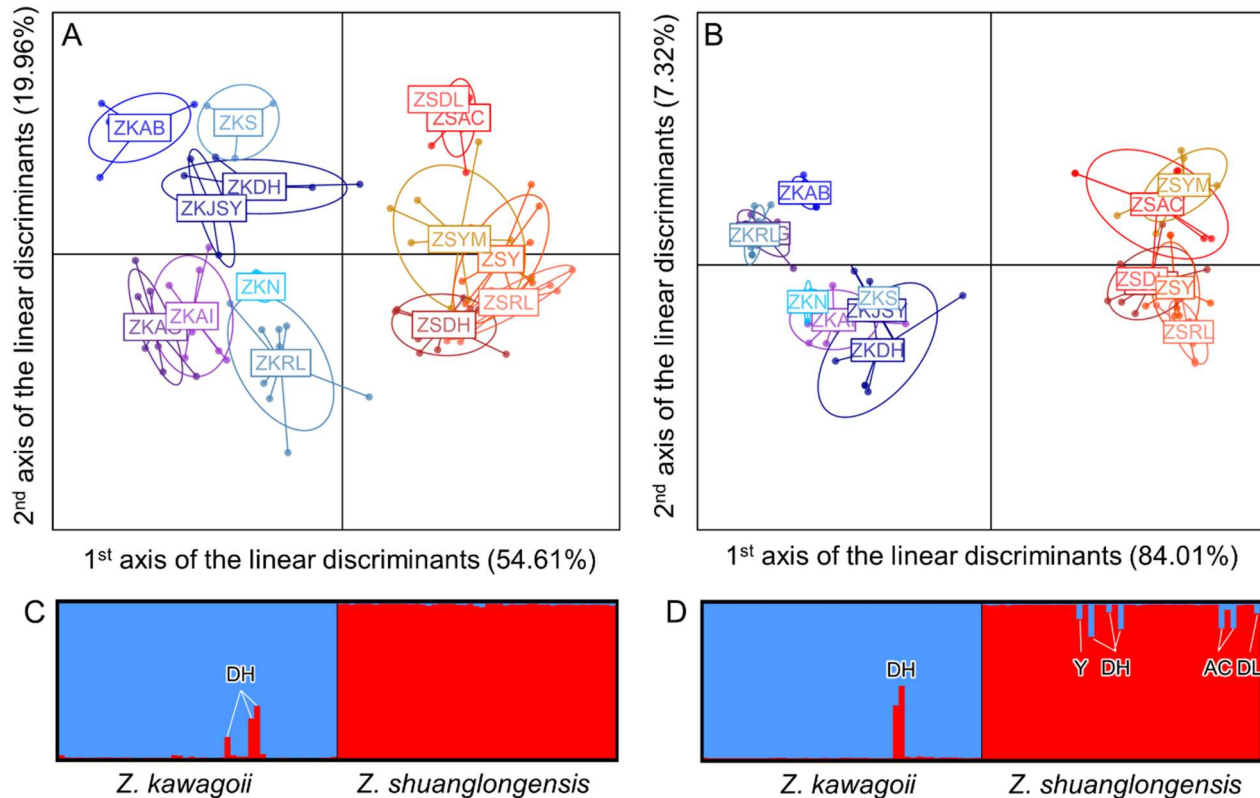 A
2nd axis of the linear discriminants (19.96%)
ZKAB
ZKS
ZSDL
ZSAC
ZKDH
ZKJSY
ZSYM
ZSY
ZKN
ZSRL
ZKAI
ZSDH
ZKRL
1st axis of the linear discriminants (54.61%)
B
2nd axis of the linear discriminants (7.32%)
ZKAB
ZSYM
ZSAC
ZKRL
ZSY
ZKN
ZKS
ZKJSY
ZSRL
ZKDH
1st axis of the linear discriminants (84.01%)
C
DH
Z. kawagoii
Z. shuanglongensis
D
DH
Y
DH
AC
DL
Z. kawagoii
Z. shuanglongensis